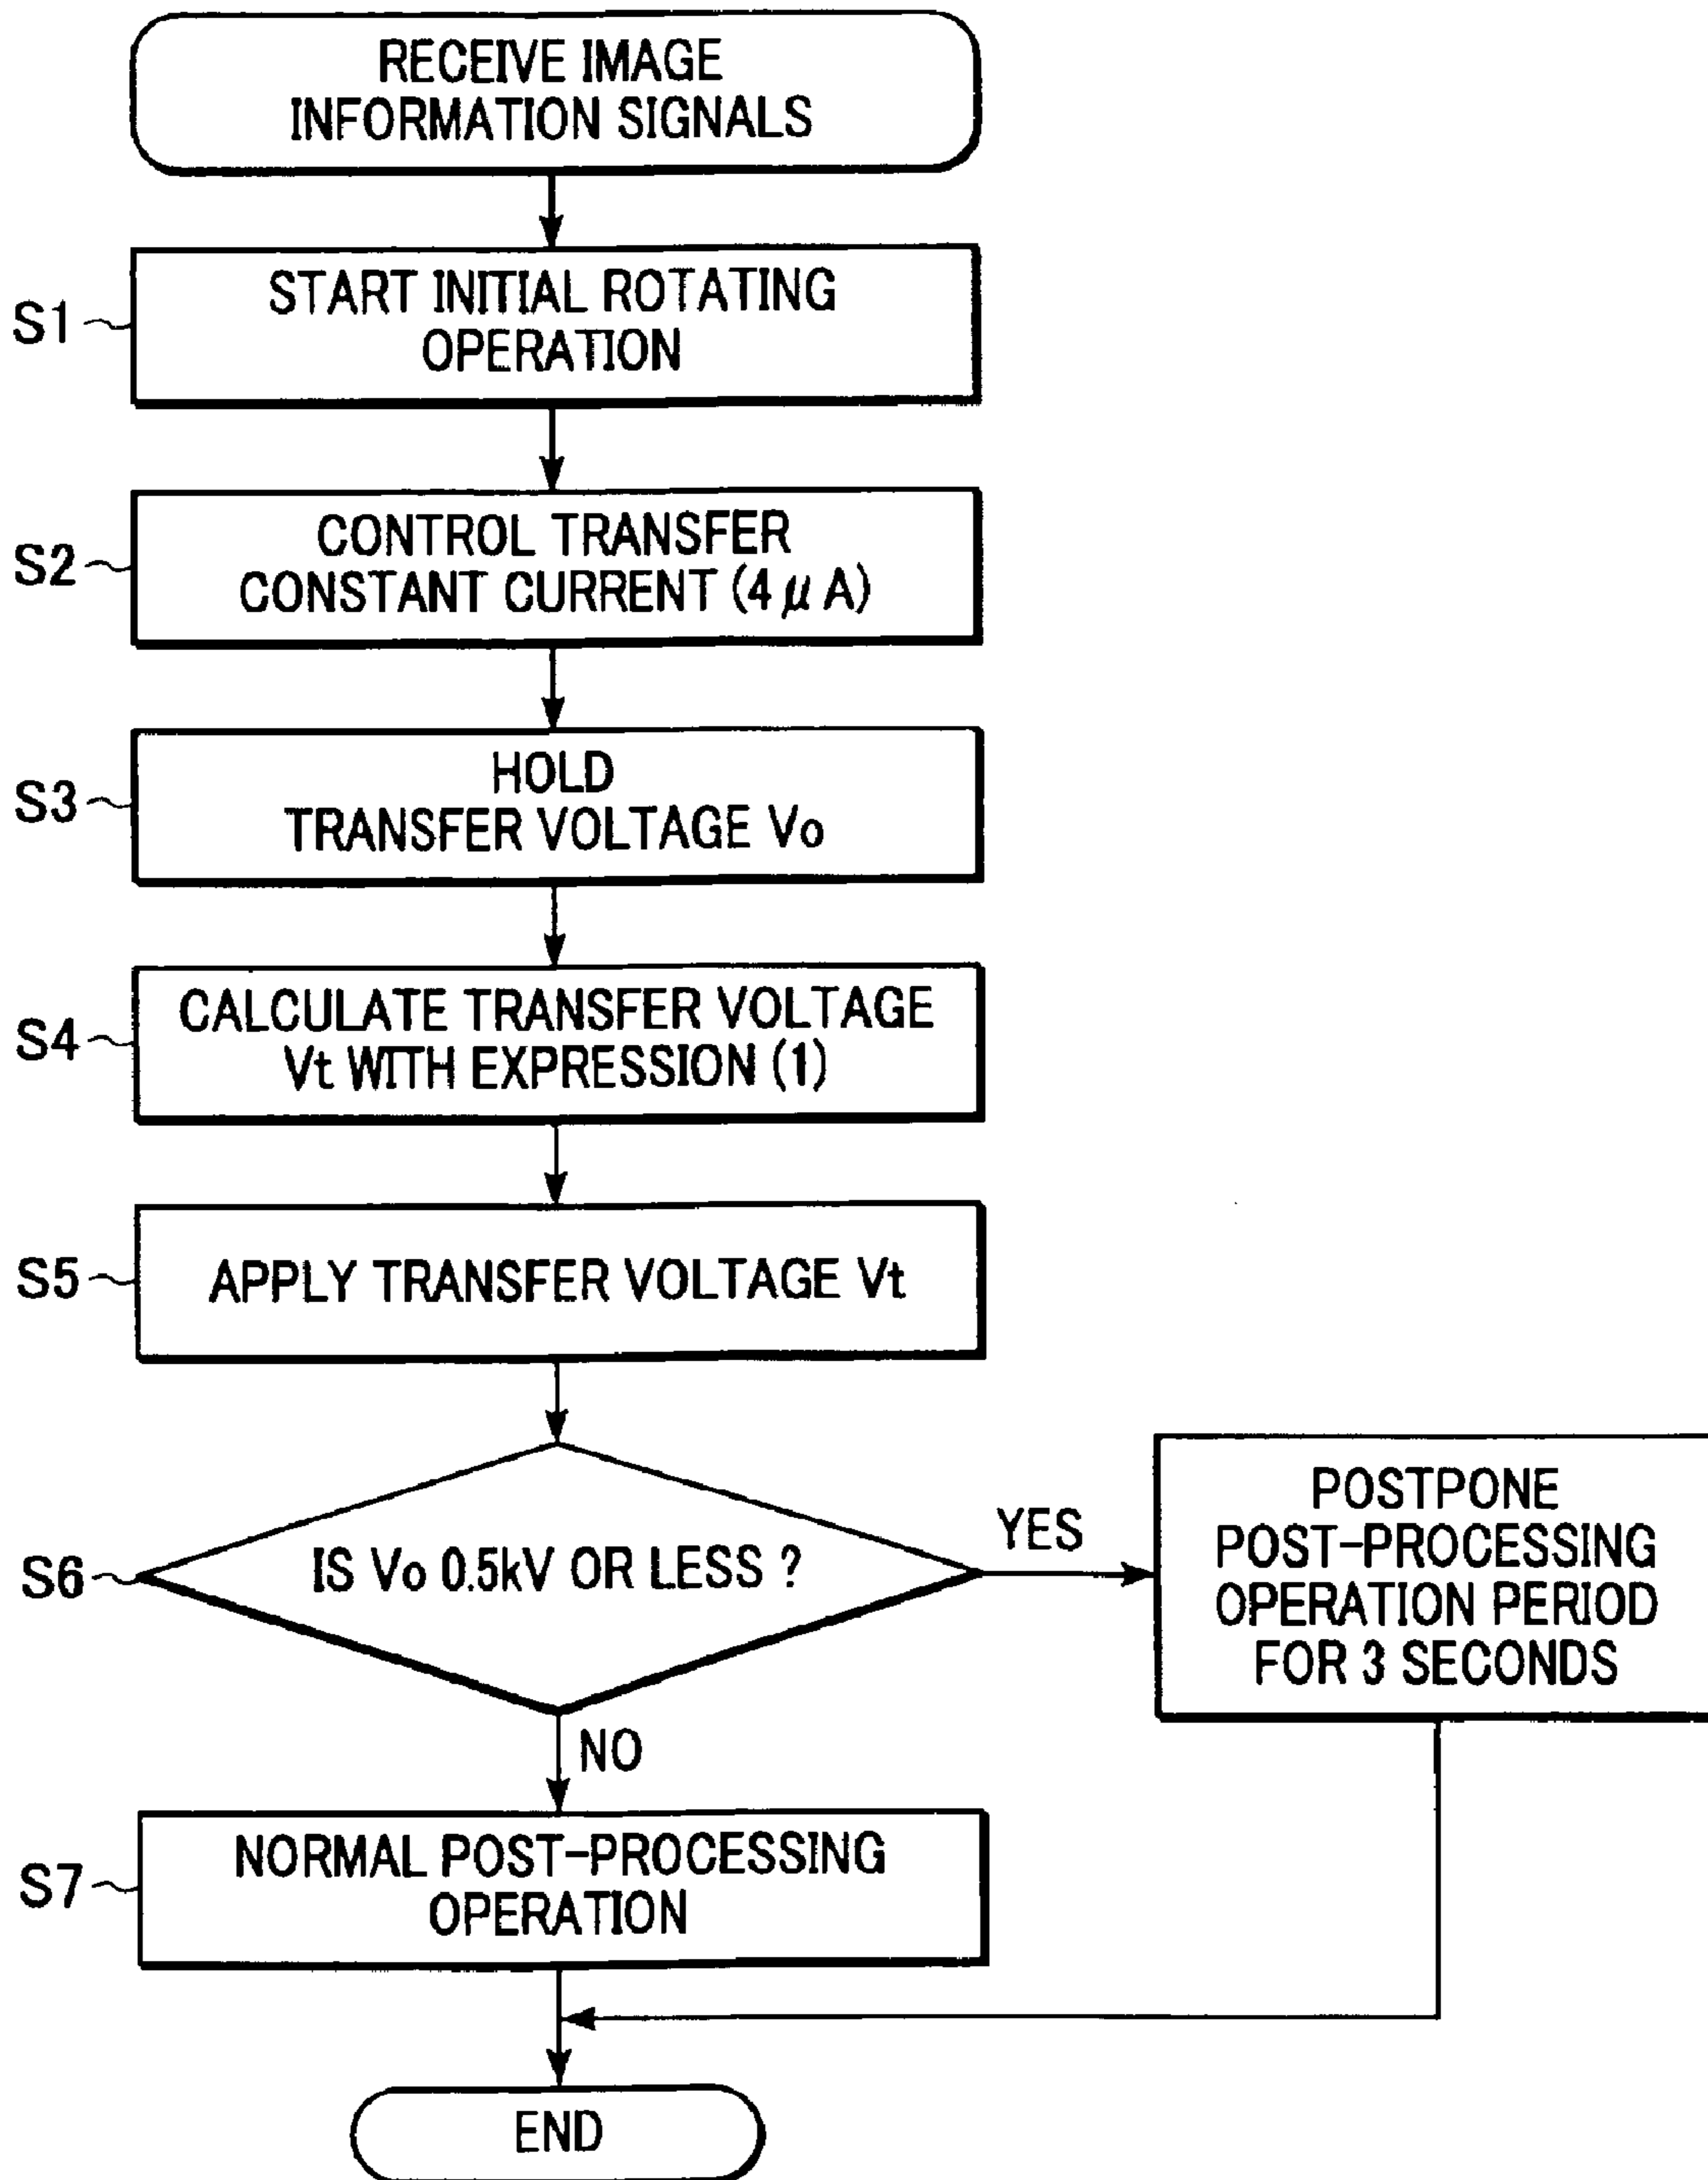 RECEIVE IMAGE
INFORMATION SIGNALS
S1
START INITIAL ROTATING
OPERATION
S2
CONTROL TRANSFER
CONSTANT CURRENT (4 μ A)
S3
HOLD
TRANSFER VOLTAGE Vo
S4
CALCULATE TRANSFER VOLTAGE
Vt WITH EXPRESSION (1)
S5
APPLY TRANSFER VOLTAGE Vt
S6
IS Vo 0.5kV OR LESS ?
YES
POSTPONE
POST-PROCESSING
OPERATION PERIOD
FOR 3 SECONDS
NO
S7
NORMAL POST-PROCESSING
OPERATION
END